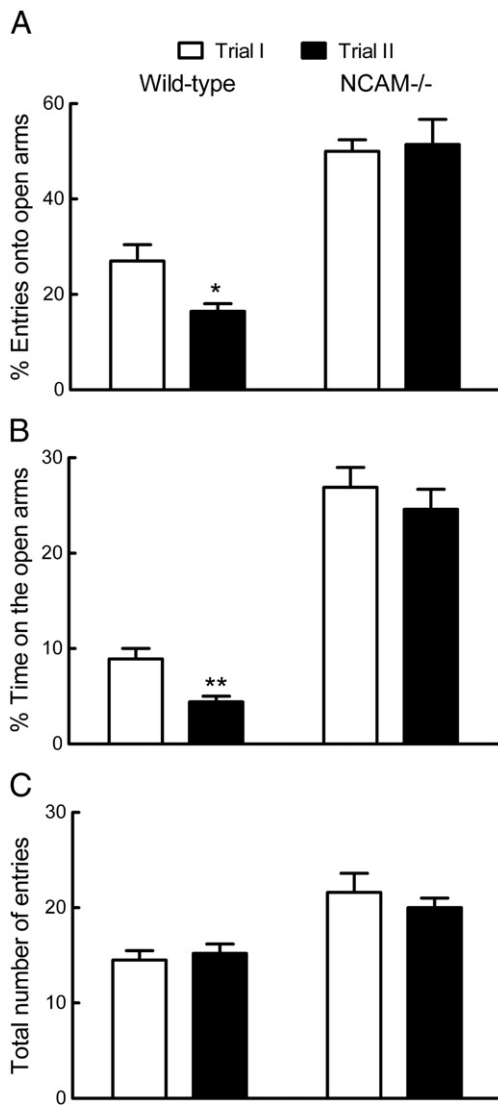 A
Trial I Trial II
Wild-type NCAM-/-
% Entries onto open arms
60
40
20
0
*
B
% Time on the open arms
30
20
10
0
**
C
Total number of entries
30
20
10
0